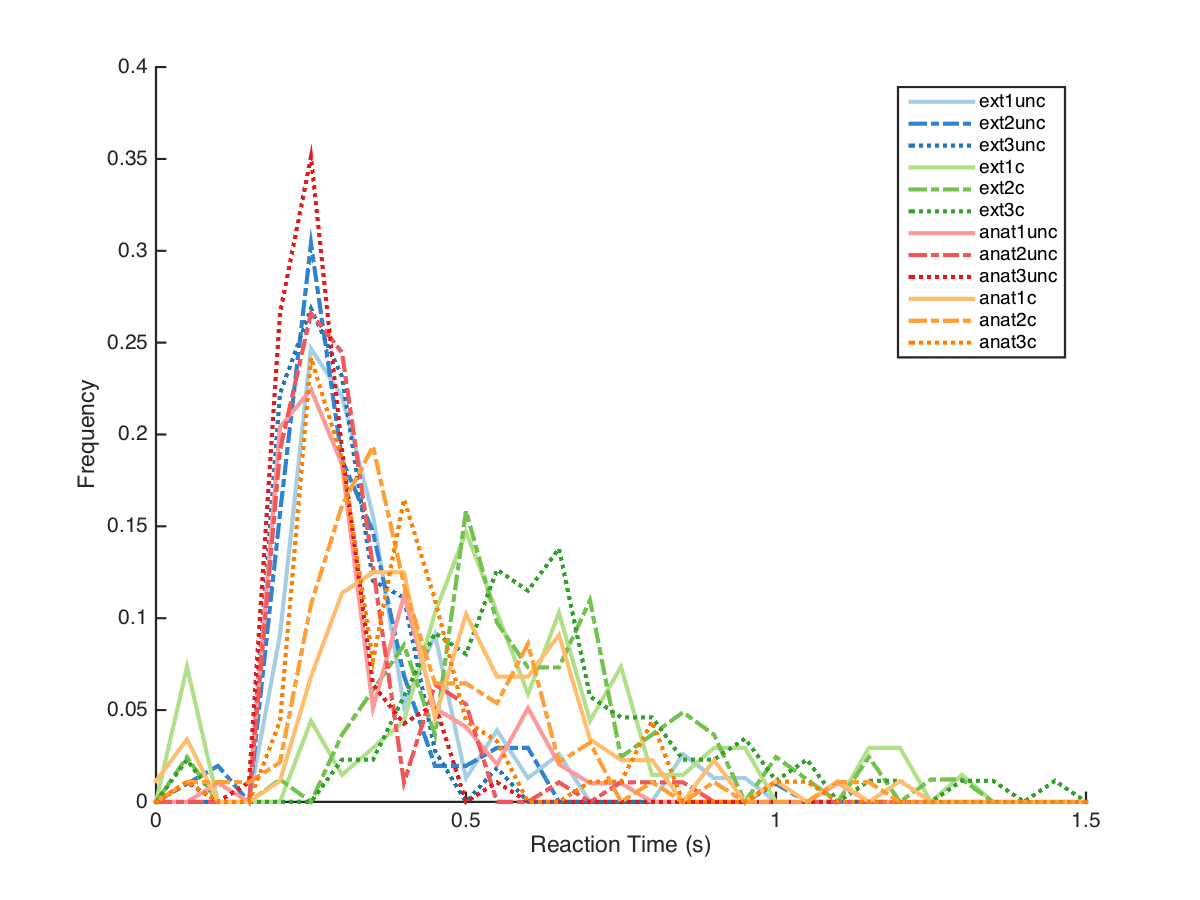 0.4
0.35
0.3
0.25
0.2
0.15
0.1
0.05
0
Frequency
0
0.5
1
1.5
Reaction Time (s)
ext1unc
ext2unc
ext3unc
ext1c
ext2c
ext3c
anat1unc
anat2unc
anat3unc
anat1c
anat2c
anat3c